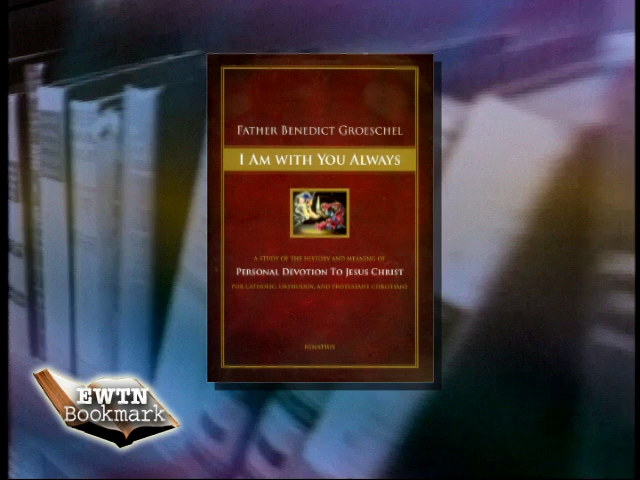 FATHER BENEDICT GROESCHEL
I AM WITH YOU ALWAYS
A STUDY OF THE HISTORY AND MEANING OF
PERSONAL DEVOTION TO JESUS CHRIST
FOR CATHOLIC, ORTHODOX, AND PROTESTANT CHRISTIANS
IGNATIUS
EWTN
Bookmark